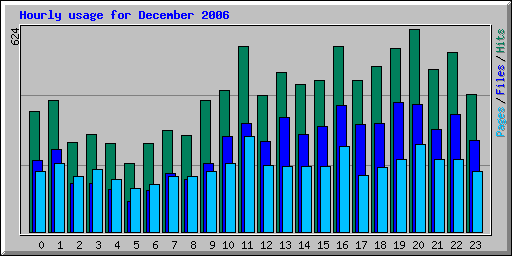 Hourly usage for December 2006
624
Pages / Files / Hits
0 1 2 3 4 5 6 7 8 9 10 11 12 13 14 15 16 17 18 19 20 21 22 23